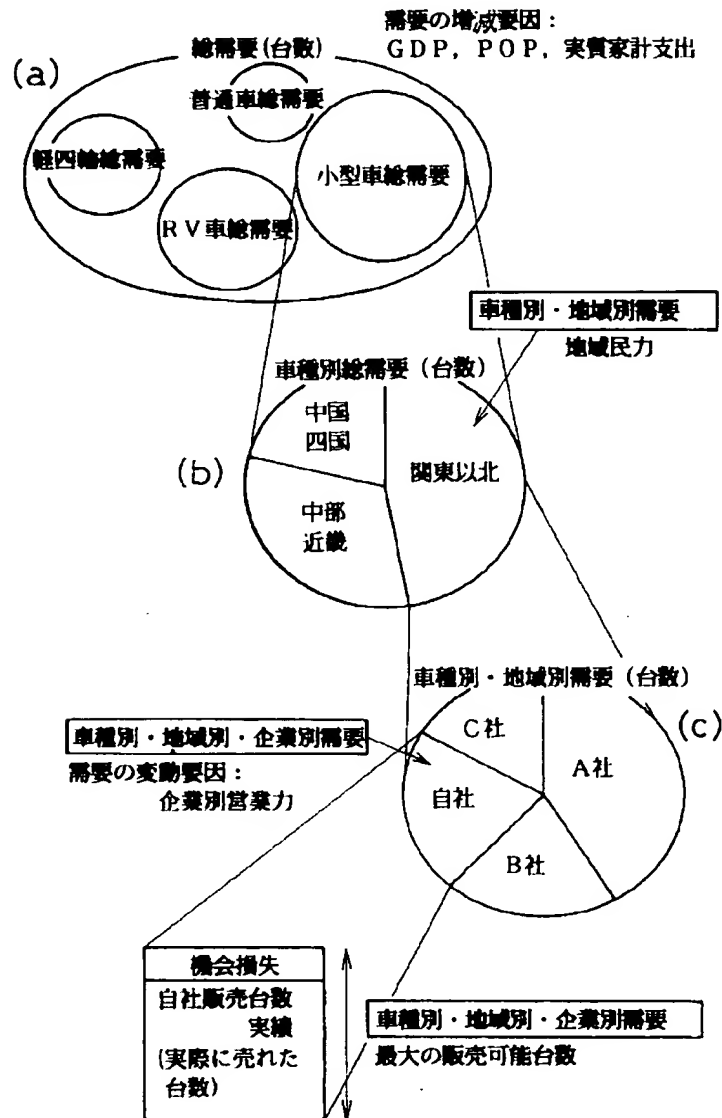 需要の増減要因：
GDP，POP，実質家計支出
(a)
総需要(台数)
普通車総需要
軽四輪総需要
小型車総需要
RV車総需要
車種別・地域別需要
地域民力
車種別総需要(台数)
中国
四国
(b)
関東以北
中部
近畿
車種別・地域別需要(台数)
(c)
C社
A社
車種別・地域別・企業別需要
需要の変動要因：
企業別営業力
自社
B社
機会損失
自社販売台数
実績
(実際に売れた
台数)
車種別・地域別・企業別需要
最大の販売可能台数